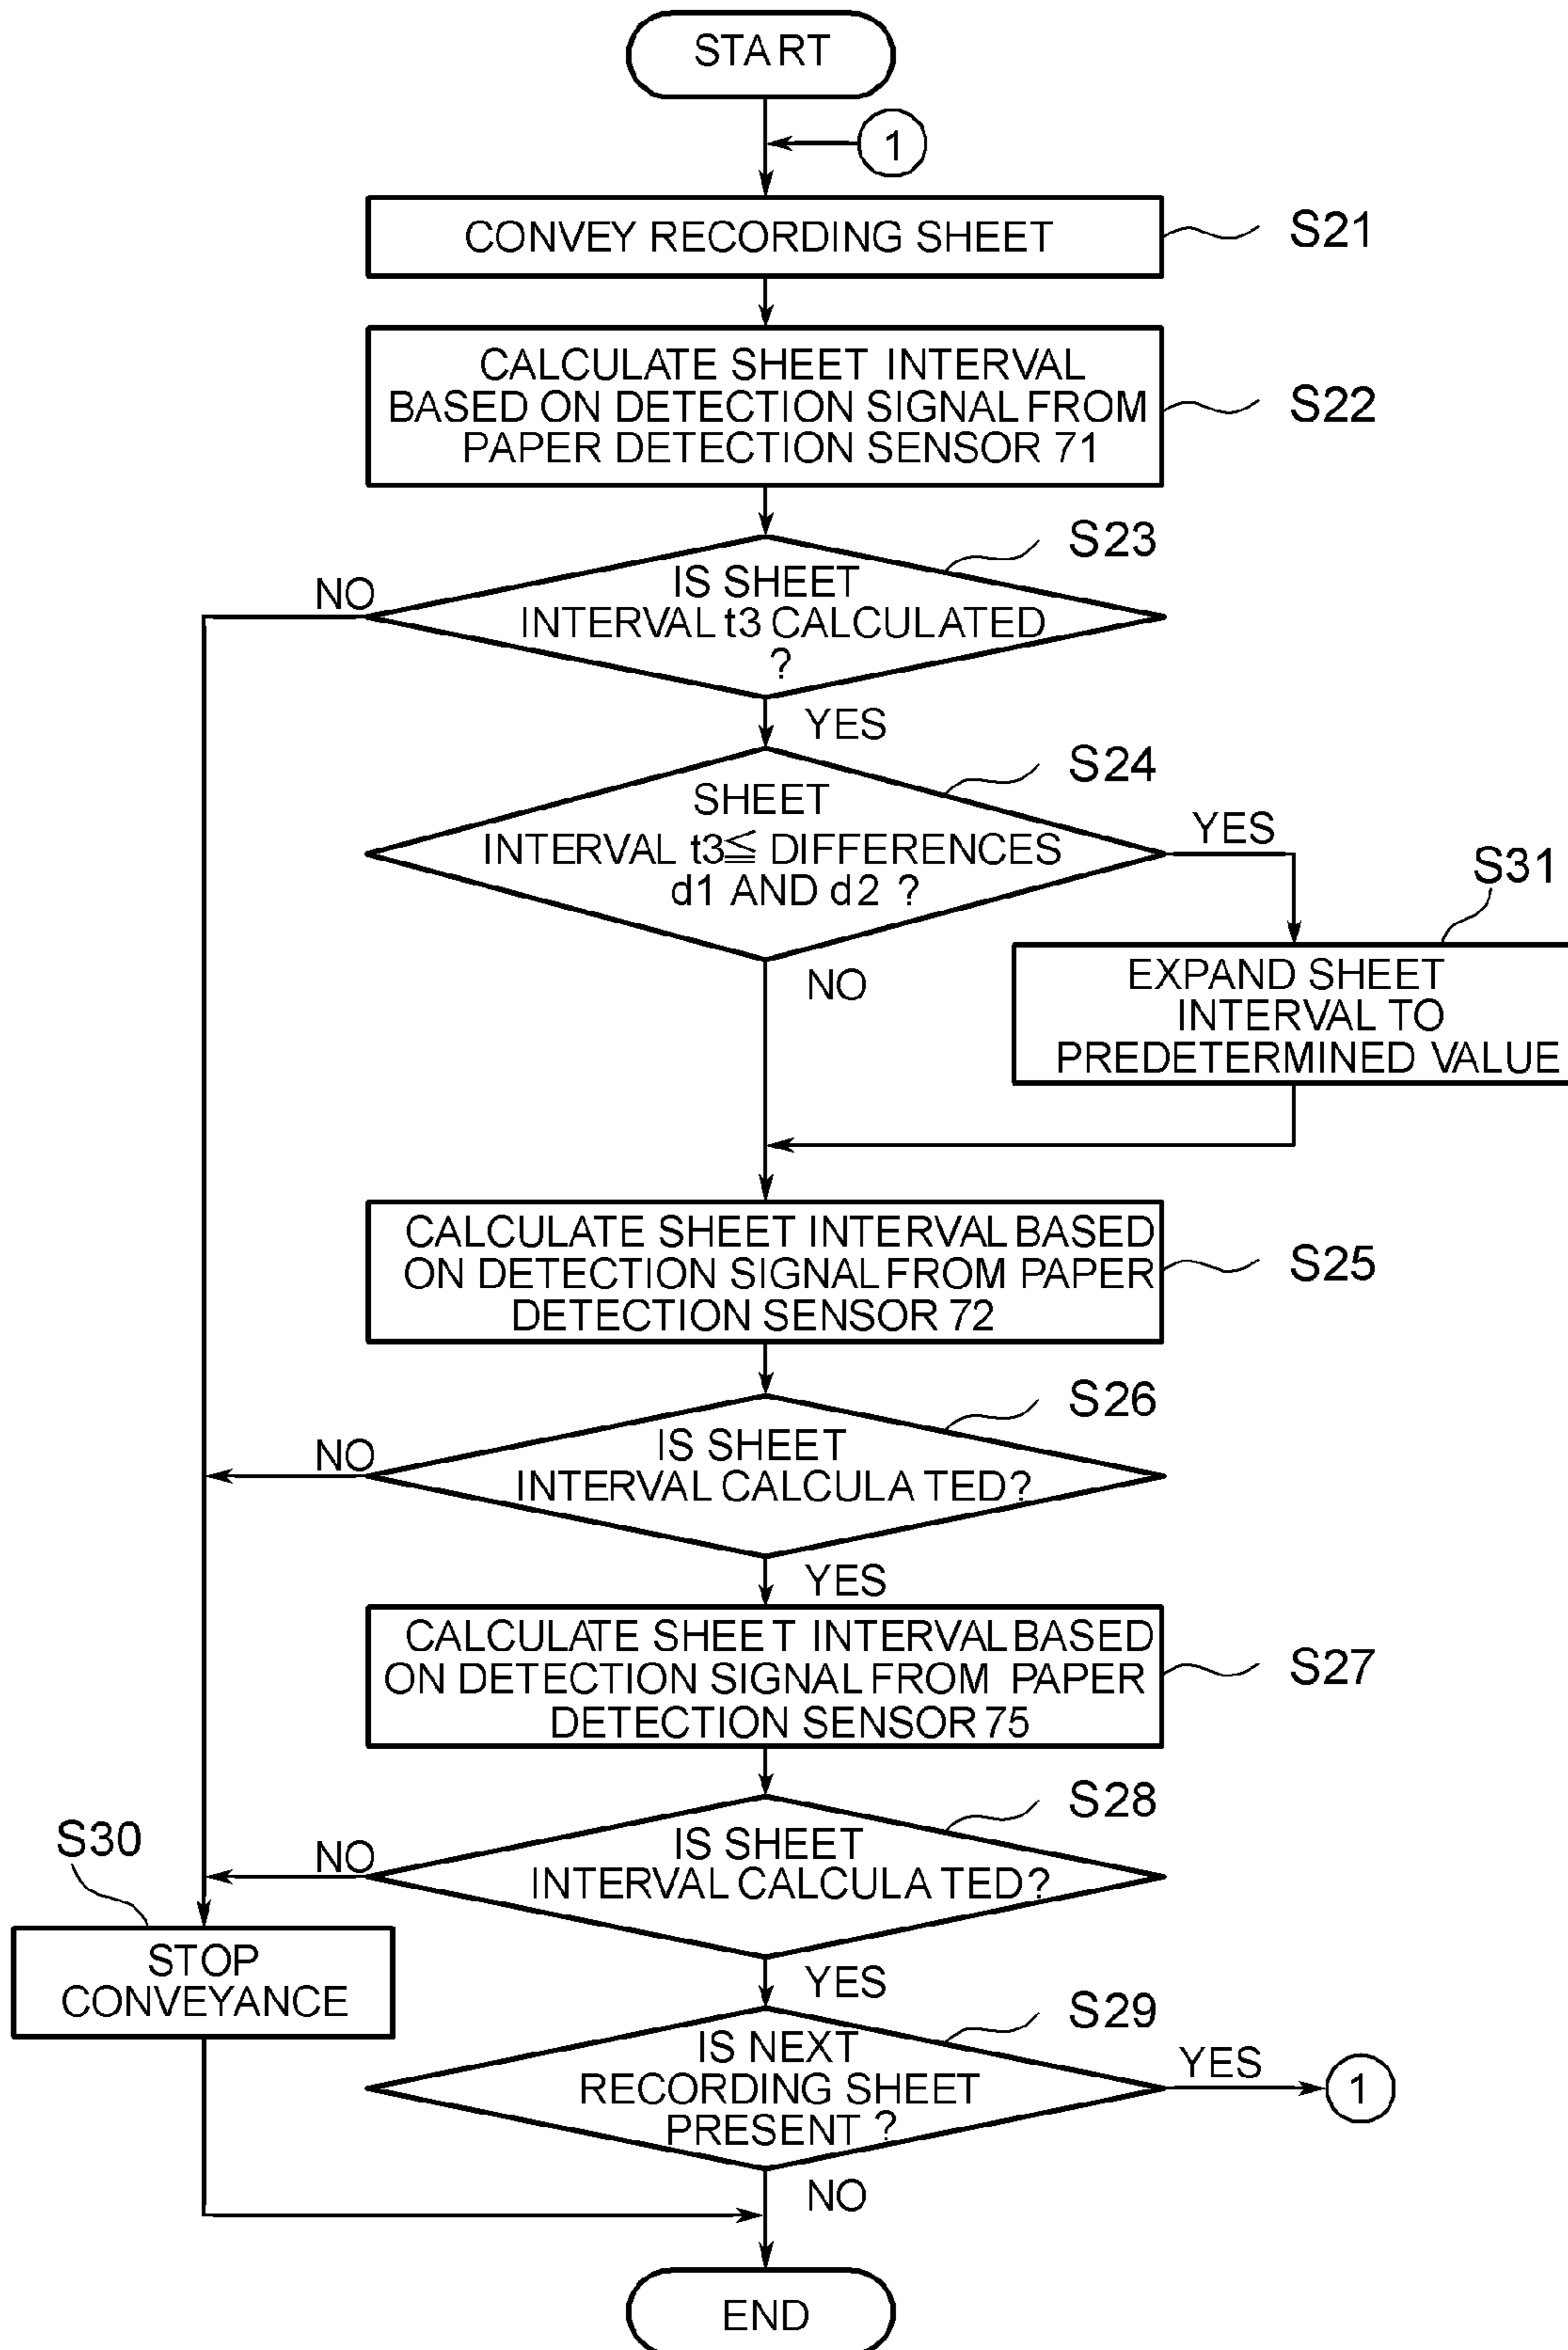 START
1
CONVEY RECORDING SHEET
S21
CALCULATE SHEET INTERVAL
BASED ON DETECTION SIGNAL FROM
PAPER DETECTION SENSOR 71
S22
S23
NO
IS SHEET
INTERVAL t3 CALCULATED
?
YES
S24
SHEET
INTERVAL t3≦ DIFFERENCES
d1 AND d2 ?
YES
S31
NO
EXPAND SHEET
INTERVAL TO
PREDETERMINED VALUE
CALCULATE SHEET INTERVAL BASED
ON DETECTION SIGNAL FROM PAPER
DETECTION SENSOR 72
S25
S26
NO
IS SHEET
INTERVAL CALCULA TED?
YES
CALCULATE SHEET INTERVAL BASED
ON DETECTION SIGNAL FROM PAPER
DETECTION SENSOR 75
S27
S28
S30
NO
IS SHEET
INTERVAL CALCULA TED?
STOP
CONVEYANCE
YES
S29
IS NEXT
RECORDING SHEET
PRESENT ?
YES
1
NO
END